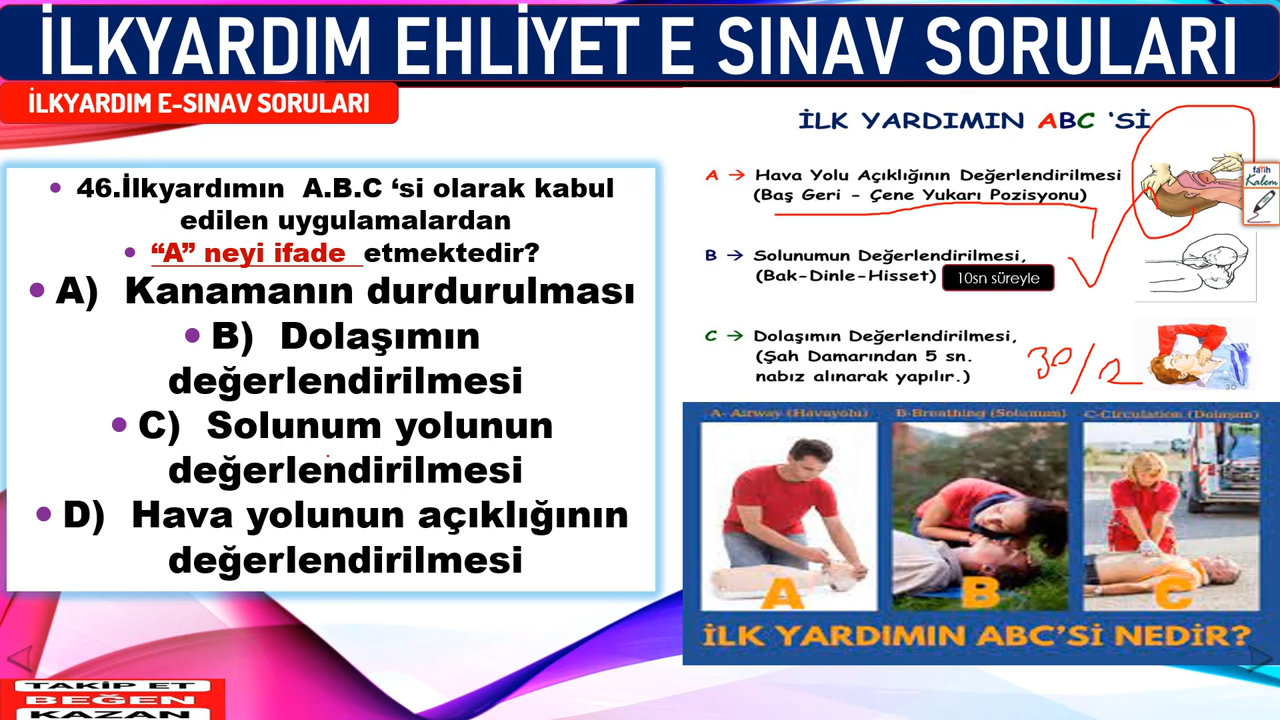 İLKYARDIM EHLİYET E SINAV SORULARI
İLKYARDIM E-SINAV SORULARI
46.İlkyardımın A.B.C ‘si olarak kabul
edilen uygulamalardan
“A” neyi ifade etmektedir?
A) Kanamanın durdurulması
B) Dolaşımın
değerlendirilmesi
C) Solunum yolunun
değerlendirilmesi
D) Hava yolunun açıklığının
değerlendirilmesi
TAKİP ET
BEĞEN
KAZAN
İLK YARDIMIN ABC ‘Sİ
A → Hava Yolu Açıklığının Değerlendirilmesi
(Baş Geri - Çene Yukarı Pozisyonu)
fatih
Kalem
B → Solunumun Değerlendirilmesi,
(Bak-Dinle-Hisset) 10sn süreyle
C → Dolaşımın Değerlendirilmesi,
(Şah Damarından 5 sn.
nabız alınarak yapılır.)
30/2
30
A- Airway (Havayolu) B-Breathing (Solunum) C-Circulation (Dolaşım)
A B C
İLK YARDIMIN ABC’Sİ NEDİR?